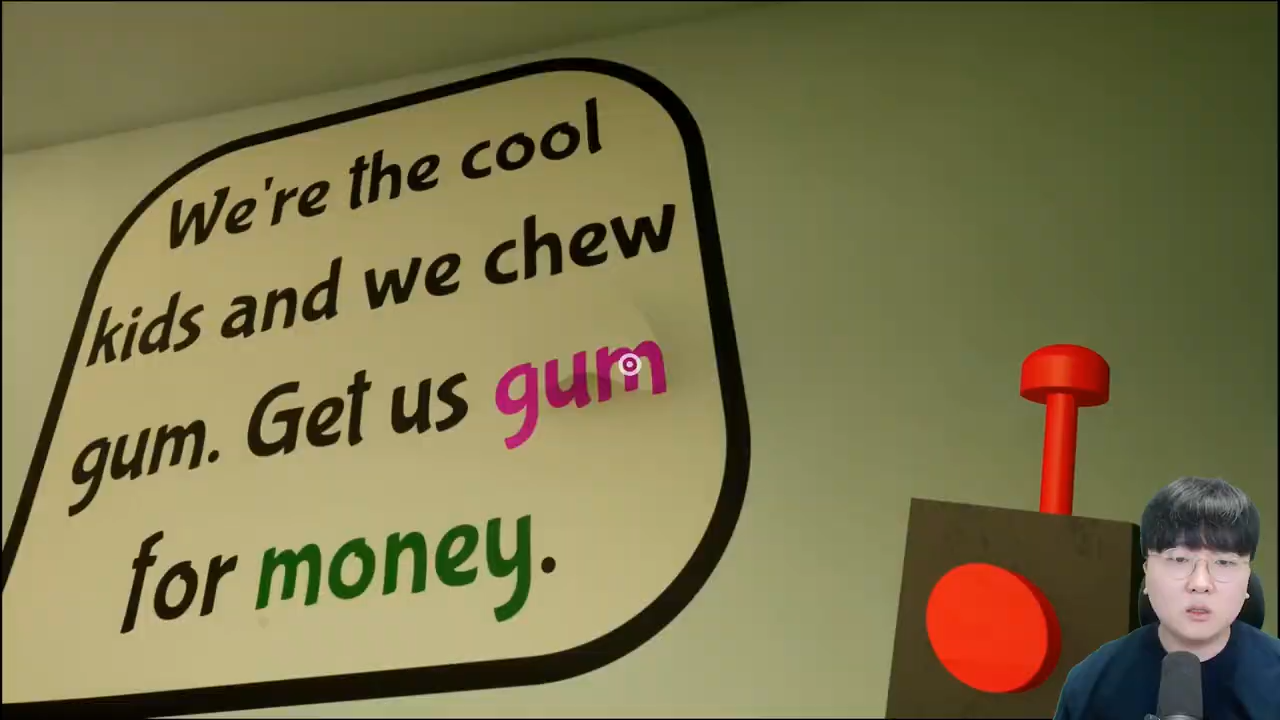 We're the cool
kids and we chew
gum. Get us gum
for money.